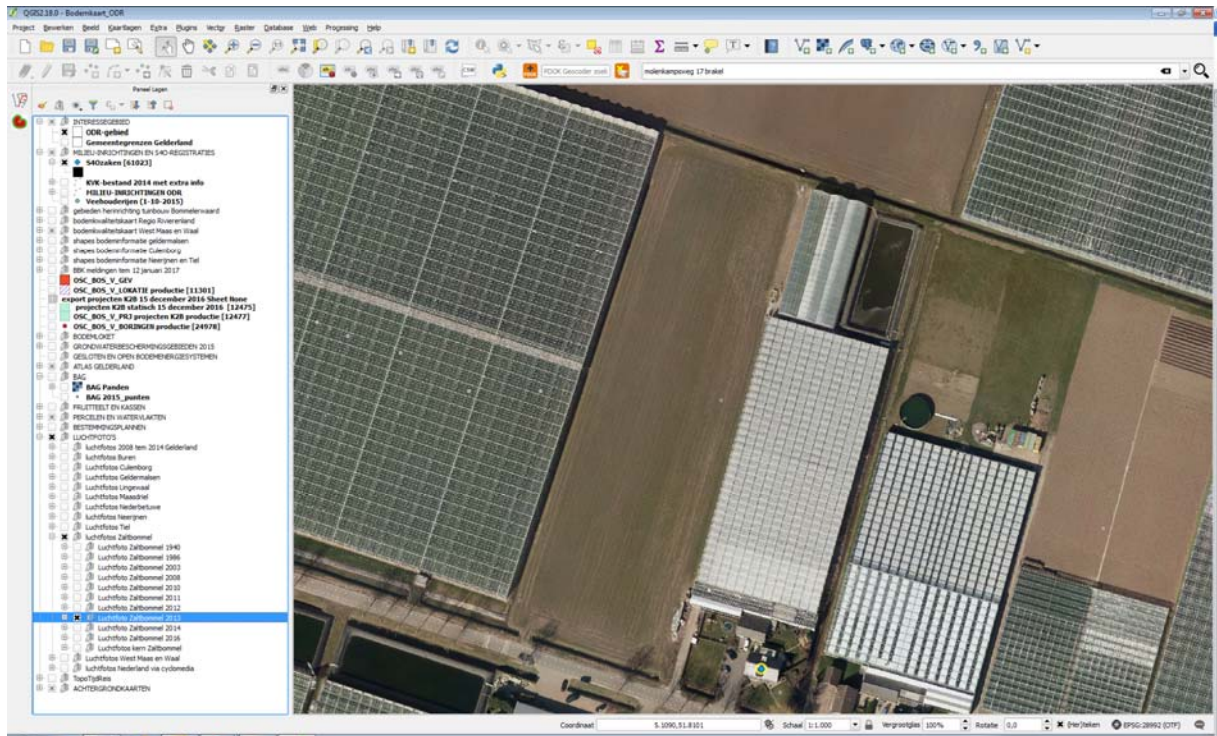 QGIS2.18.0 - Bodemkaart_ODR
Project Bewerken Beeld Kaartlagen Extra Plugins Vector Raster Database Web Processing Help
CSW PDOK Geocoder zoek molenkampsweg 17 brakel
Paneel Lagen
INTERESSEGEBIED
ODR-gebied
Gemeentegrenzen Gelderland
MILIEU-INRICHTINGEN EN S4O-REGISTRATIES
S4Ozaken [61023]
KVK-bestand 2014 met extra info
MILIEU-INRICHTINGEN ODR
Veehouderijen (1-10-2015)
gebieden herinrichting tuinbouw Bommelerwaard
bodemkwaliteitskaart Regio Rivierenland
bodemkwaliteitskaart West Maas en Waal
shapes bodeminformatie geldermalsen
shapes bodeminformatie Culemborg
shapes bodeminformatie Neerijnen en Tiel
BBK meldingen tem 12 januari 2017
OSC_BOS_V_GEV
OSC_BOS_V_LOKATIE productie [11301]
export projecten K2B 15 december 2016 Sheet None
projecten K2B statisch 15 december 2016 [12475]
OSC_BOS_V_PRJ projecten K2B productie [12477]
OSC_BOS_V_BORINGEN productie [24978]
BODEMLOKET
GRONDWATERBESCHERMINGSGEBIEDEN 2015
GESLOTEN EN OPEN BODEMENERGIESYSTEMEN
ATLAS GELDERLAND
BAG
BAG Panden
BAG 2015_punten
FRUITTEELT EN KASSEN
PERCELEN EN WATERVLAKTEN
BESTEMMINGSPLANNEN
LUCHTFOTO'S
luchtfotos 2008 tem 2014 Gelderland
luchtfotos Buren
Luchtfotos Culemborg
Luchtfotos Geldermalsen
Luchtfotos Lingewaal
Luchtfotos Maasdriel
Luchtfotos Nederbetuwe
Luchtfotos Neerijnen
Luchtfotos Tiel
luchtfotos Zaltbommel
Luchtfoto Zaltbommel 1940
Luchtfoto Zaltbommel 1986
Luchtfoto Zaltbommel 2003
Luchtfoto Zaltbommel 2008
Luchtfoto Zaltbommel 2010
Luchtfoto Zaltbommel 2011
Luchtfoto Zaltbommel 2012
Luchtfoto Zaltbommel 2013
Luchtfoto Zaltbommel 2014
Luchtfoto Zaltbommel 2016
Luchtfotos kern Zaltbommel
Luchtfotos West Maas en Waal
luchtfotos Nederland via cyclomedia
TopoTijdReis
ACHTERGRONDKAARTEN
Coördinaat 5.1090,51.8101 Schaal 1:1.000 Vergrootglas 100% Rotatie 0,0 (Her)teken EPSG:28992 (OTF)